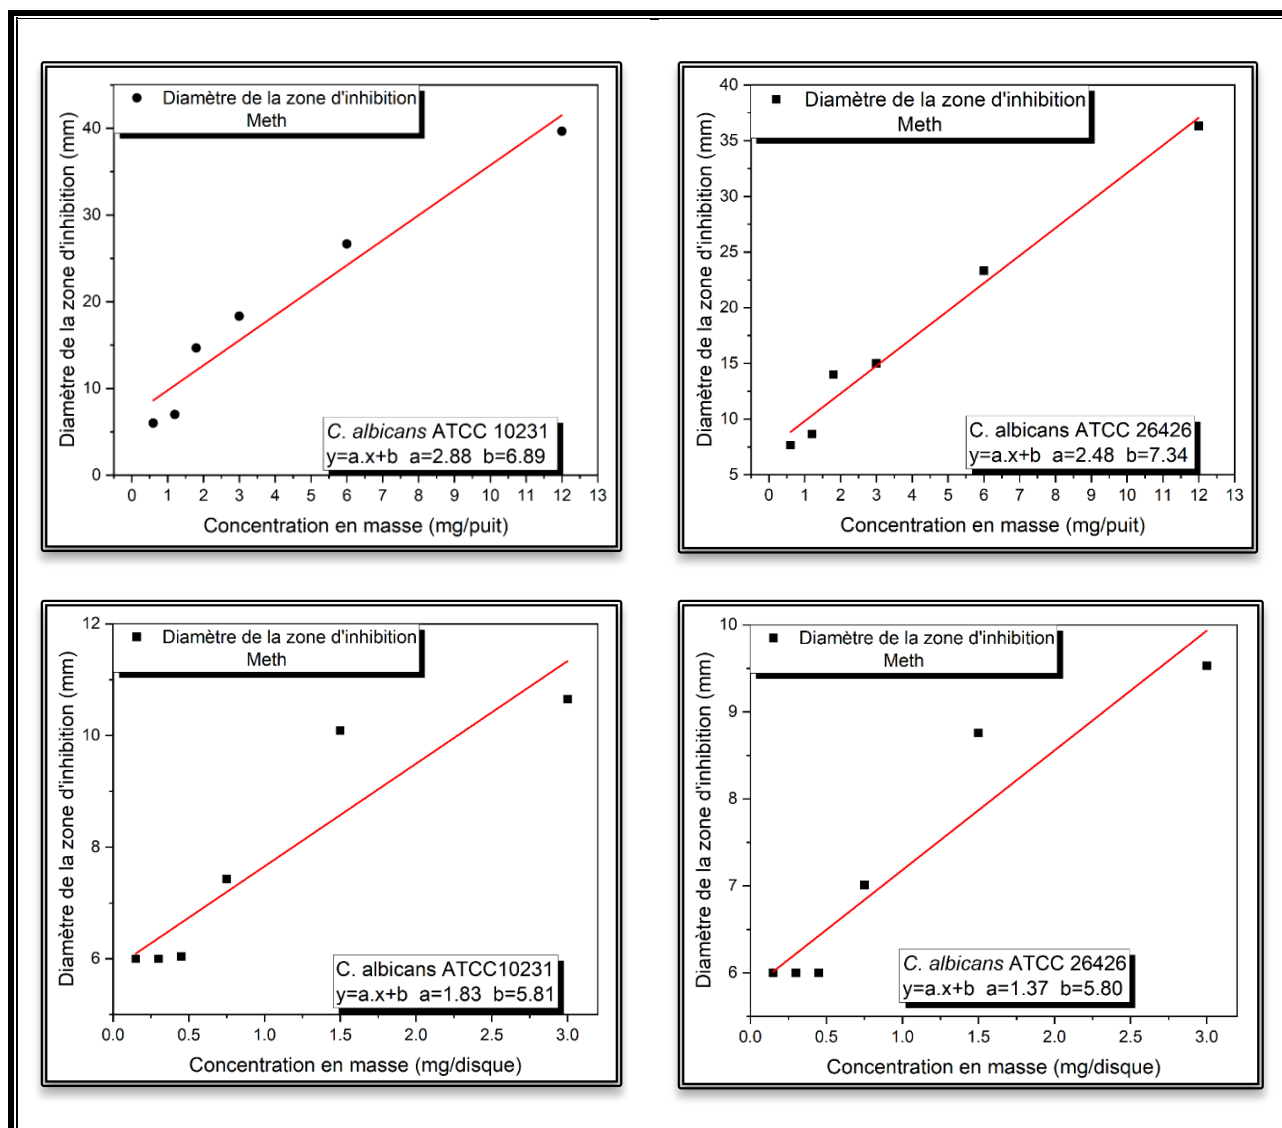 Diamètre de la zone d'inhibition
Meth
Diamètre de la zone d'inhibition (mm)
40
30
20
10
0
C. albicans ATCC 10231
y=a.x+b a=2.88 b=6.89
0 1 2 3 4 5 6 7 8 9 10 11 12 13
Concentration en masse (mg/puit)
Diamètre de la zone d'inhibition
Meth
Diamètre de la zone d'inhibition (mm)
40
35
30
25
20
15
10
5
C. albicans ATCC 26426
y=a.x+b a=2.48 b=7.34
0 1 2 3 4 5 6 7 8 9 10 11 12 13
Concentration en masse (mg/puit)
Diamètre de la zone d'inhibition
Meth
Diamètre de la zone d'inhibition (mm)
12
10
8
6
C. albicans ATCC10231
y=a.x+b a=1.83 b=5.81
0.0 0.5 1.0 1.5 2.0 2.5 3.0
Concentration en masse (mg/disque)
Diamètre de la zone d'inhibition
Meth
Diamètre de la zone d'inhibition (mm)
10
9
8
7
6
C. albicans ATCC 26426
y=a.x+b a=1.37 b=5.80
0.0 0.5 1.0 1.5 2.0 2.5 3.0
Concentration en masse (mg/disque)